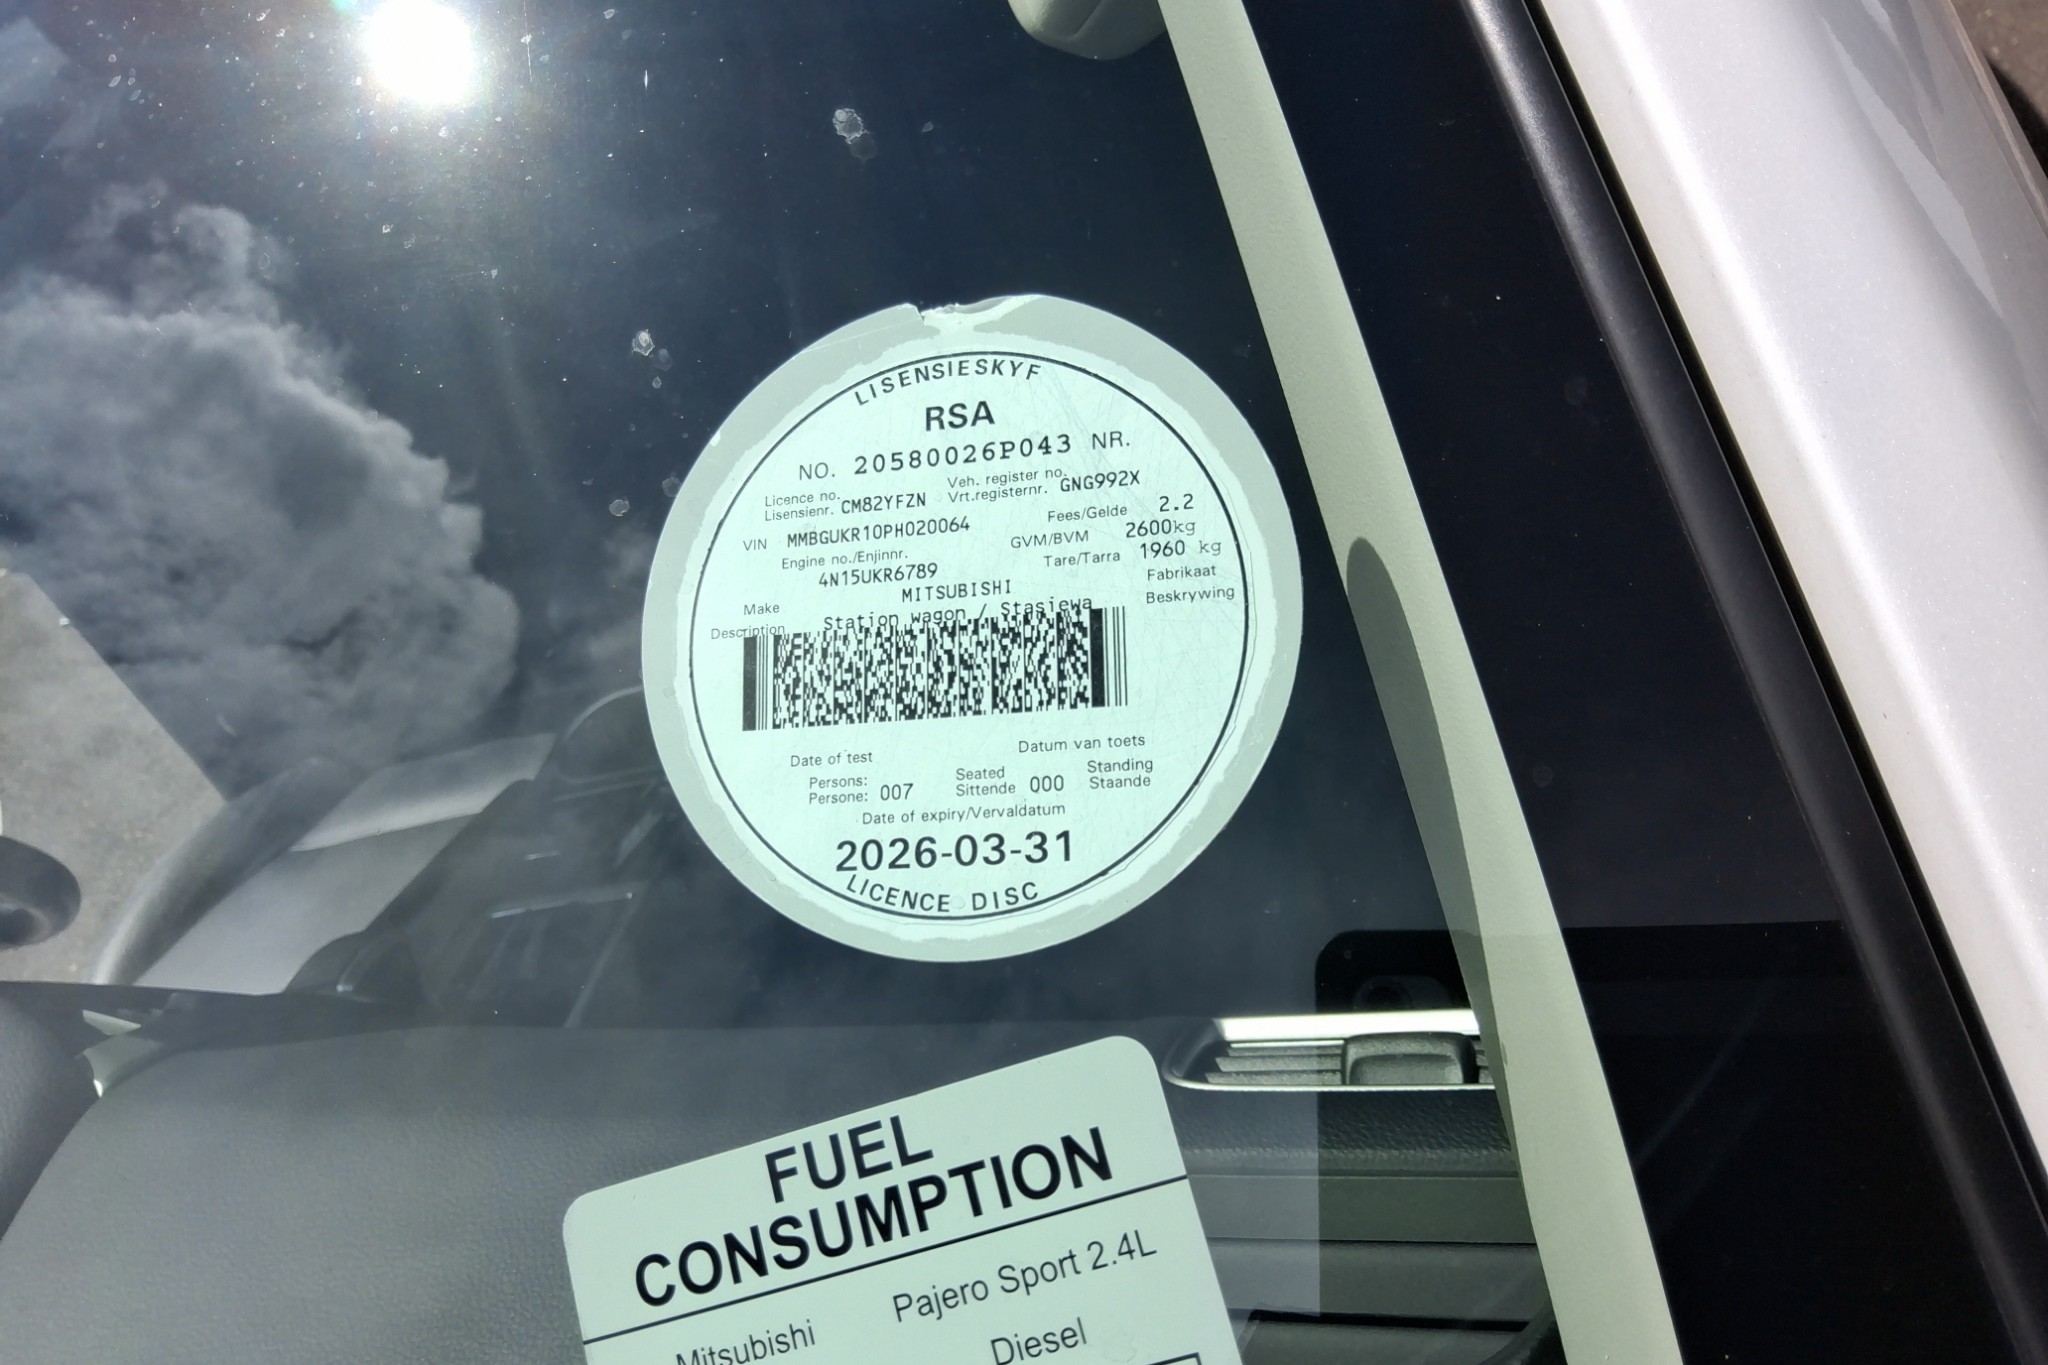 LISENSIESKYF
RSA
NO. 20580026P043 NR.
Licence no. Veh. register no.
Lisensienr. CM82YFZN Vrt.registernr. GNG992X
VIN MMBGUKR10PH020064 Fees/Gelde 2.2
Engine no./Enjinnr. GVM/BVM 2600kg
4N15UKR6789 Tare/Tarra 1960 kg
Make MITSUBISHI Fabrikaat
Description Station wagon / Stasiewa Beskrywing
Date of test Datum van toets
Persons: Seated Standing
Persone: 007 Sittende 000 Staande
Date of expiry/Vervaldatum
2026-03-31
LICENCE DISC
FUEL
CONSUMPTION
Mitsubishi Pajero Sport 2.4L
Diesel